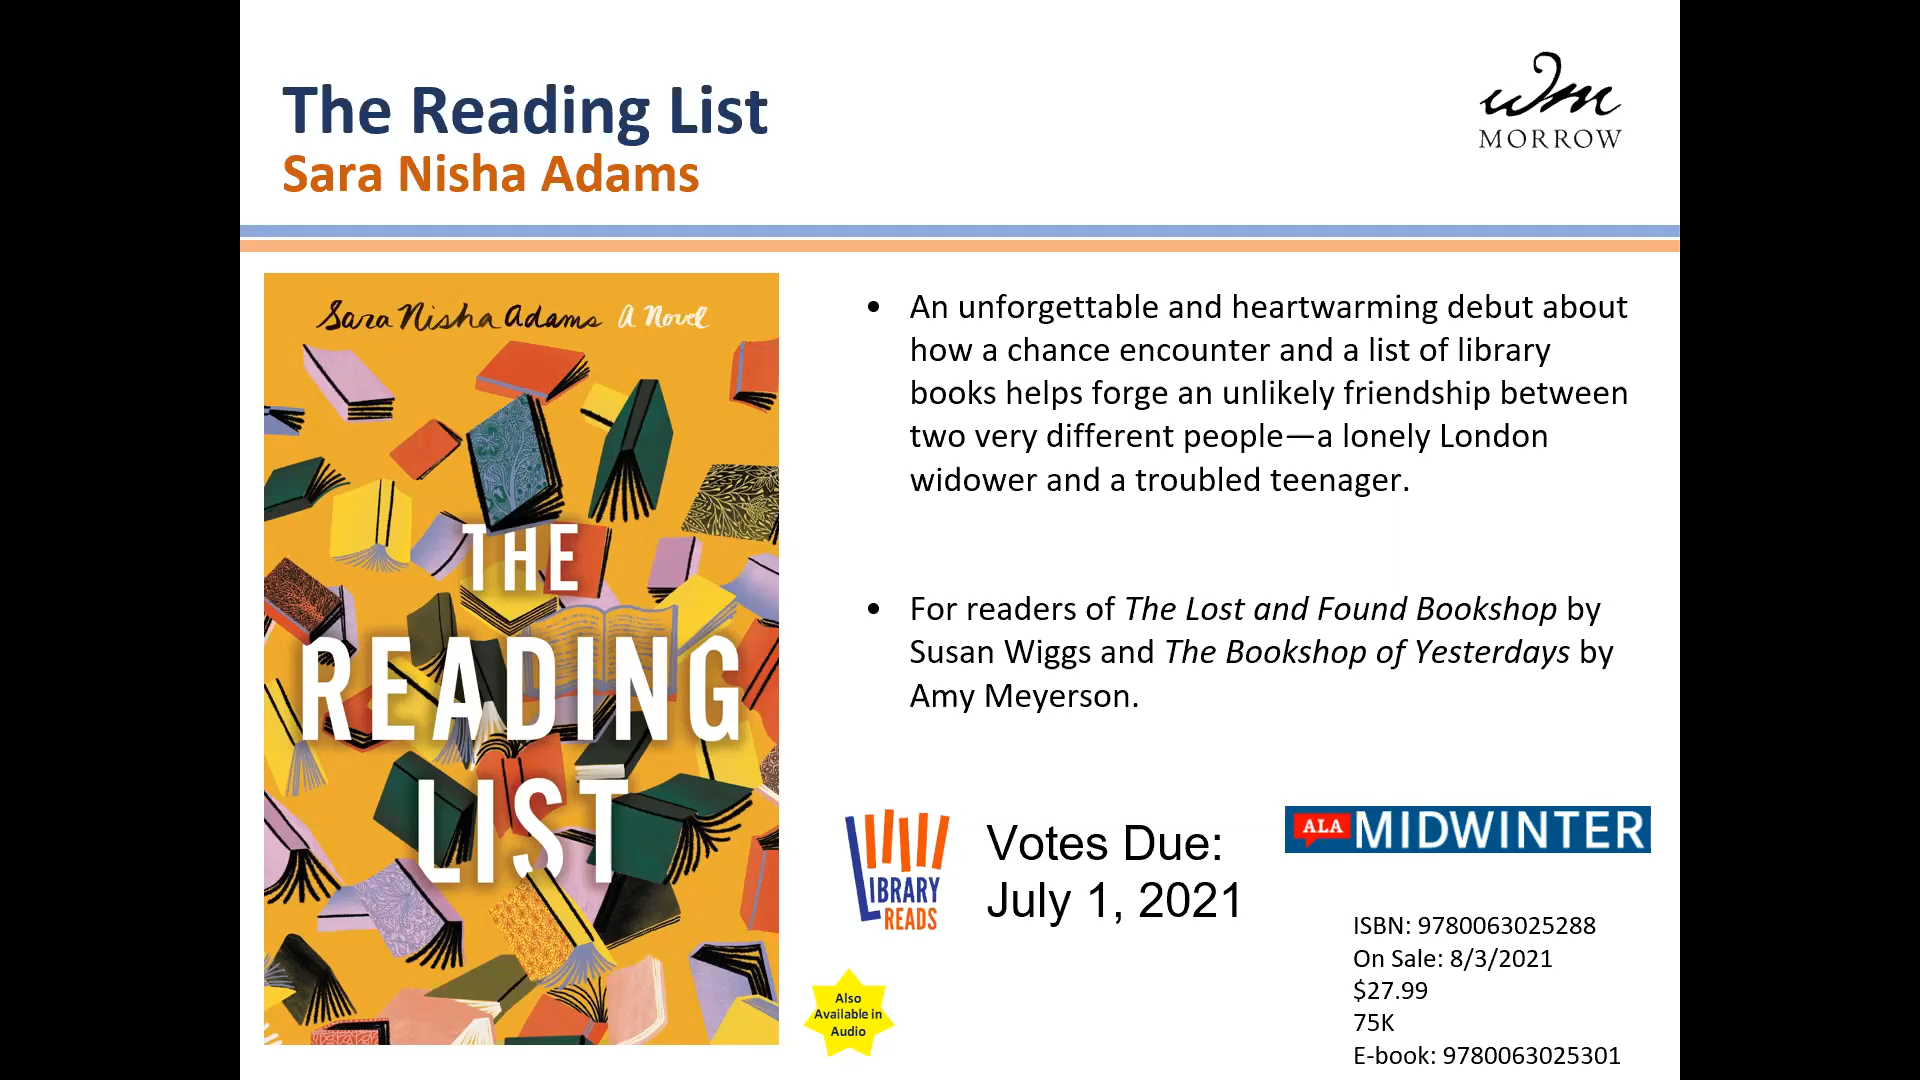 The Reading List
Sara Nisha Adams
wm
MORROW
Sara Nisha Adams A Novel
THE
READING
LIST
• An unforgettable and heartwarming debut about
how a chance encounter and a list of library
books helps forge an unlikely friendship between
two very different people—a lonely London
widower and a troubled teenager.
• For readers of The Lost and Found Bookshop by
Susan Wiggs and The Bookshop of Yesterdays by
Amy Meyerson.
LIBRARY
READS
Votes Due:
July 1, 2021
ALA MIDWINTER
Also
Available in
Audio
ISBN: 9780063025288
On Sale: 8/3/2021
$27.99
75K
E-book: 9780063025301